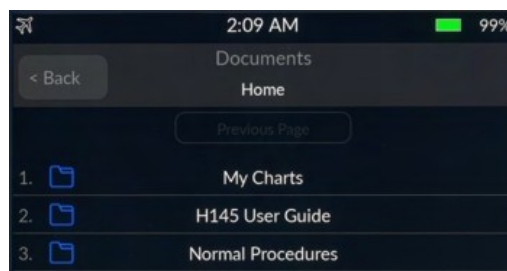 2:09 AM 99%
Documents
< Back
Home
Previous Page
1. My Charts
2. H145 User Guide
3. Normal Procedures